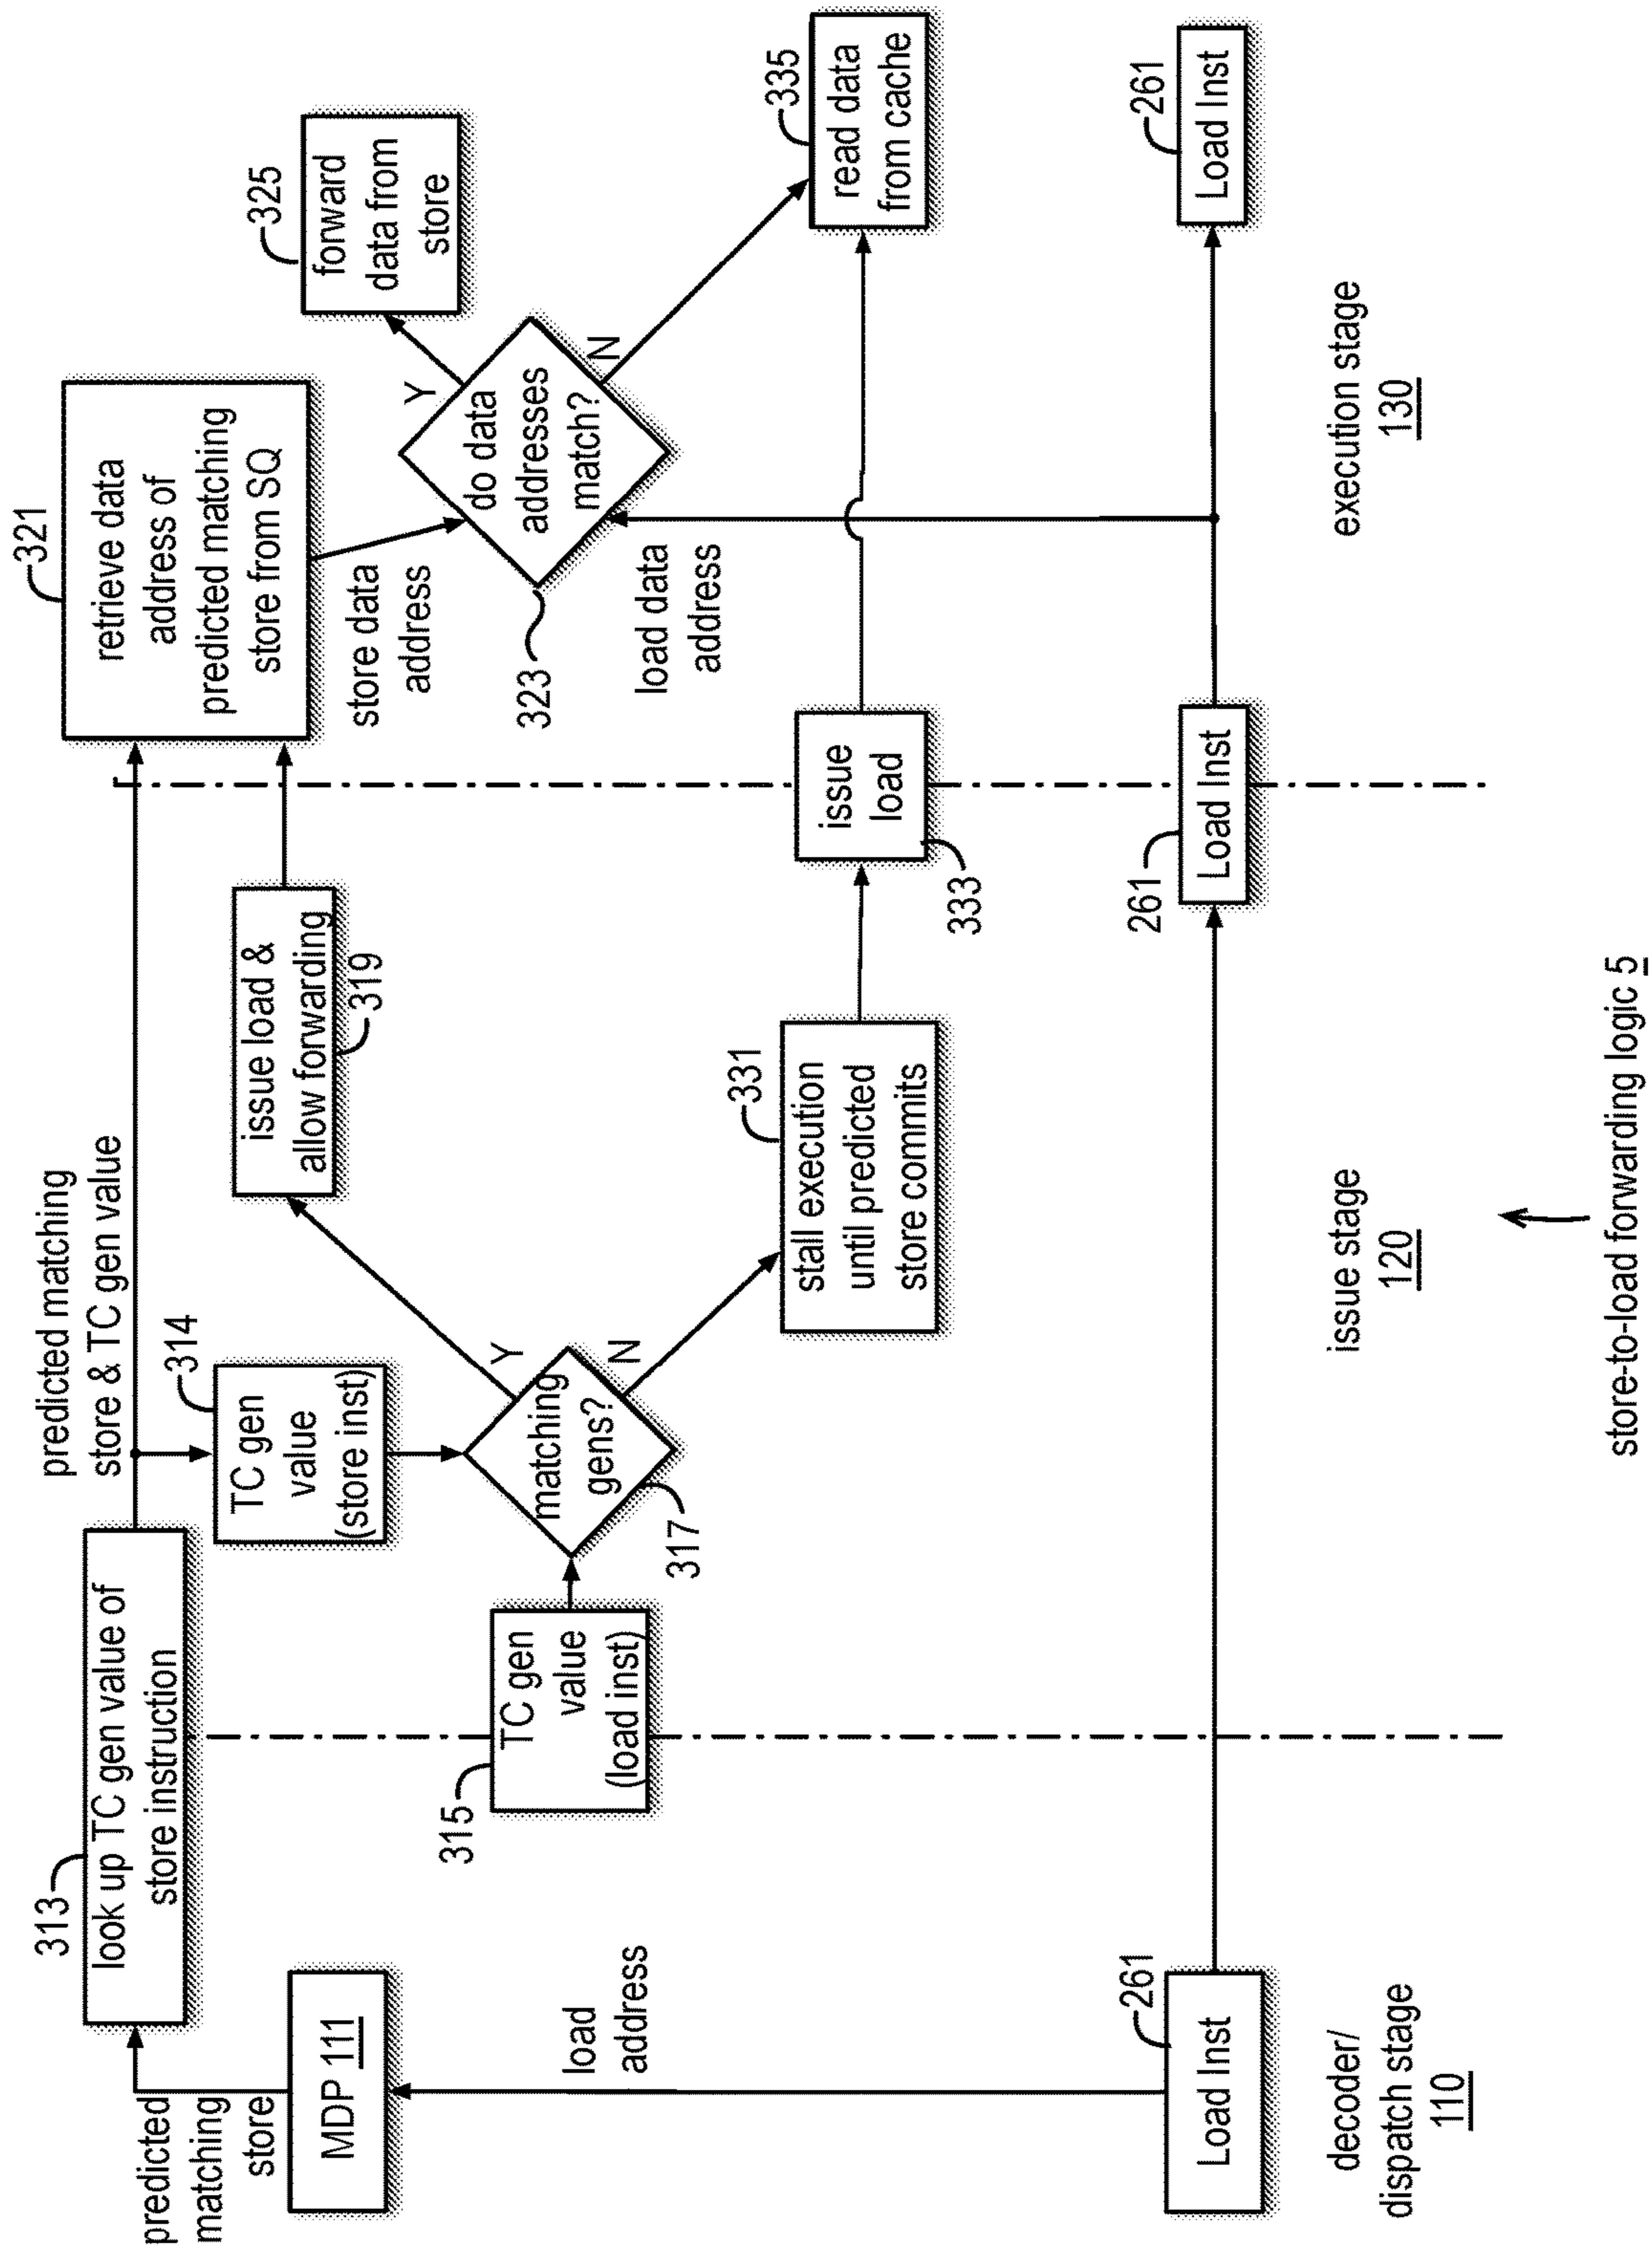 313
look up TC gen value of
store instruction
predicted matching
store & TC gen value
321
retrieve data
address of
predicted matching
store from SQ
predicted
matching
store
MDP 111
314
TC gen
value
(store inst)
issue load &
allow forwarding
319
store data
address
325
forward
data from
store
315
TC gen
value
(load inst)
matching
gens?
317
Y
N
323
do data
addresses
match?
Y
N
load
address
331
stall execution
until predicted
store commits
issue
load
333
load data
address
335
read data
from cache
261
Load Inst
261
Load Inst
261
Load Inst
decoder/
dispatch stage
110
issue stage
120
execution stage
130
store-to-load forwarding logic 5